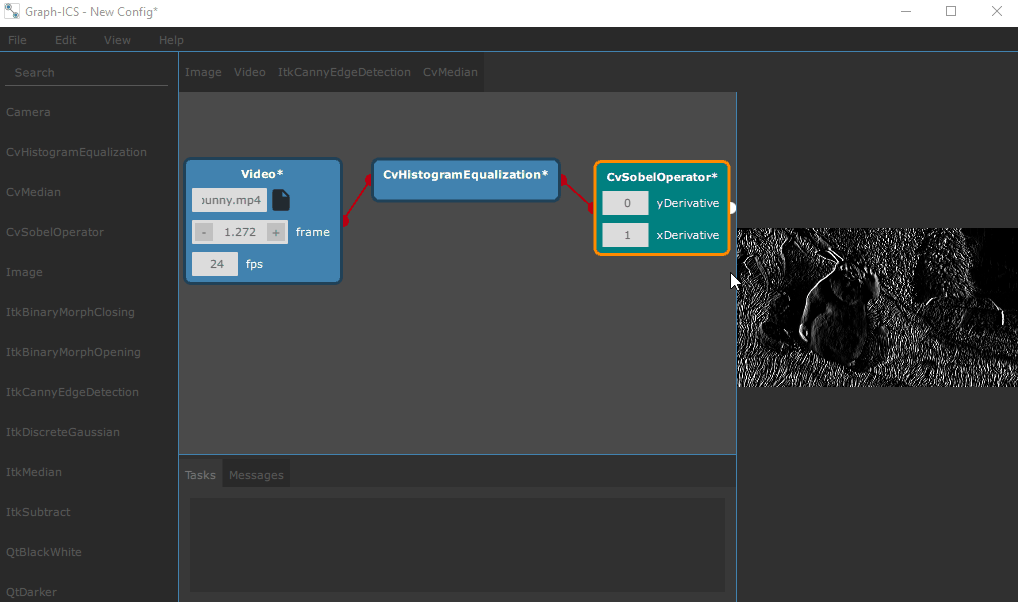 Graph-ICS - New Config*
File Edit View Help
Search
Camera
CvHistogramEqualization
CvMedian
CvSobelOperator
Image
ItkBinaryMorphClosing
ItkBinaryMorphOpening
ItkCannyEdgeDetection
ItkDiscreteGaussian
ItkMedian
ItkSubtract
QtBlackWhite
QtDarker
Image Video ItkCannyEdgeDetection CvMedian
Video*
bunny.mp4
- 1.272 + frame
24 fps
CvHistogramEqualization*
CvSobelOperator*
0 yDerivative
1 xDerivative
Tasks Messages